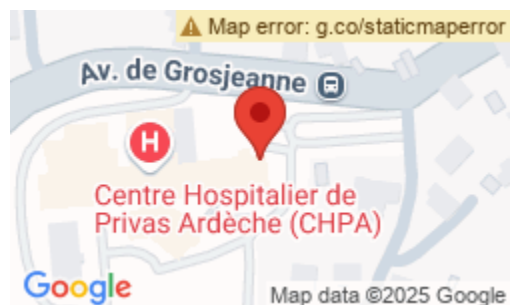 ⚠ Map error: g.co/staticmaperror
Av. de Grosjeanne
H
Centre Hospitalier de
Privas Ardèche (CHPA)
Google
Map data ©2025 Google